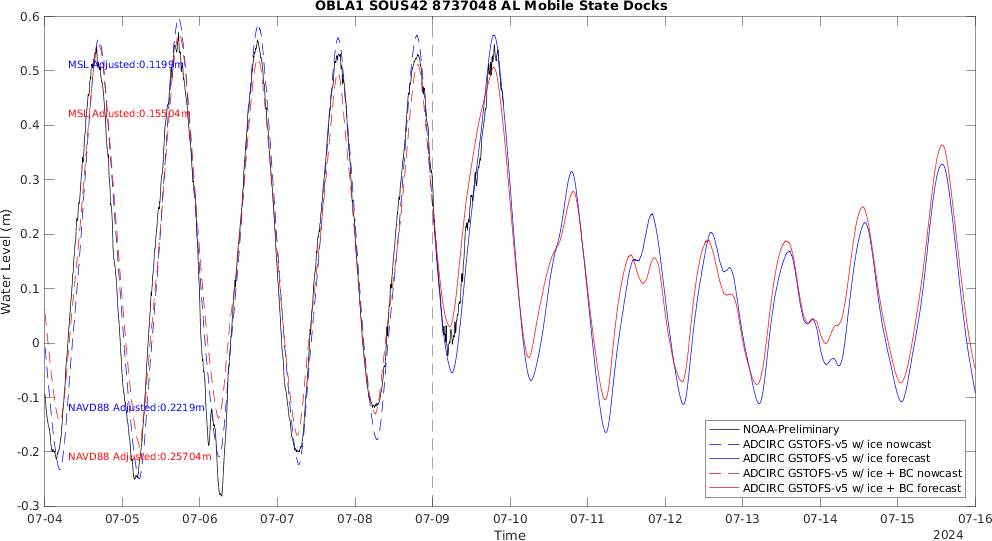 OBLA1 SOUS42 8737048 AL Mobile State Docks
Water Level (m)
0.6
0.5
0.4
0.3
0.2
0.1
0
-0.1
-0.2
-0.3
MSL Adjusted:0.1199m
MSL Adjusted:0.15504m
NAVD88 Adjusted:0.2219m
NAVD88 Adjusted:0.25704m
NOAA-Preliminary
ADCIRC GSTOFS-v5 w/ ice nowcast
ADCIRC GSTOFS-v5 w/ ice forecast
ADCIRC GSTOFS-v5 w/ ice + BC nowcast
ADCIRC GSTOFS-v5 w/ ice + BC forecast
07-04 07-05 07-06 07-07 07-08 07-09 07-10 07-11 07-12 07-13 07-14 07-15 07-16
Time
2024